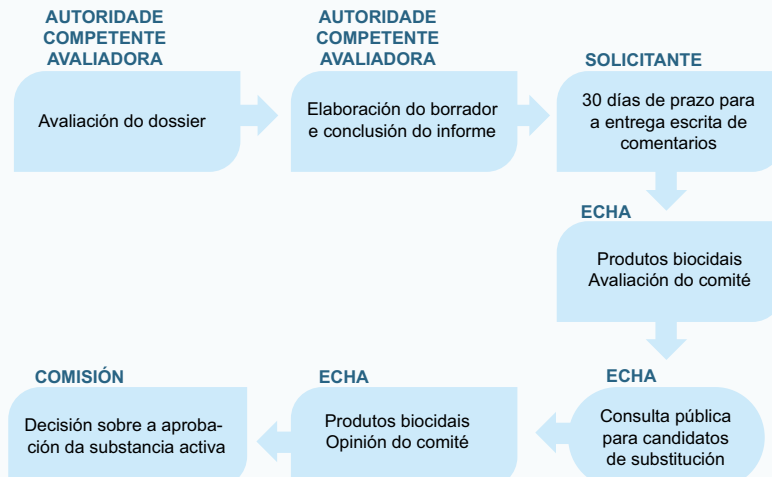 AUTORIDADE
COMPETENTE
AVALIADORA
Avaliación do dossier
AUTORIDADE
COMPETENTE
AVALIADORA
Elaboración do borrador
e conclusión do informe
SOLICITANTE
30 días de prazo para
a entrega escrita de
comentarios
ECHA
Produtos biocidais
Avaliación do comité
ECHA
Consulta pública
para candidatos
de substitución
ECHA
Produtos biocidais
Opinión do comité
COMISIÓN
Decisión sobre a aproba-
ción da substancia activa